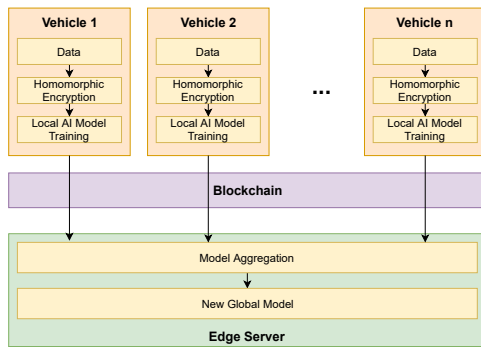 Vehicle 1
Data
Homomorphic
Encryption
Local AI Model
Training
Vehicle 2
Data
Homomorphic
Encryption
Local AI Model
Training
...
Vehicle n
Data
Homomorphic
Encryption
Local AI Model
Training
Blockchain
Model Aggregation
New Global Model
Edge Server